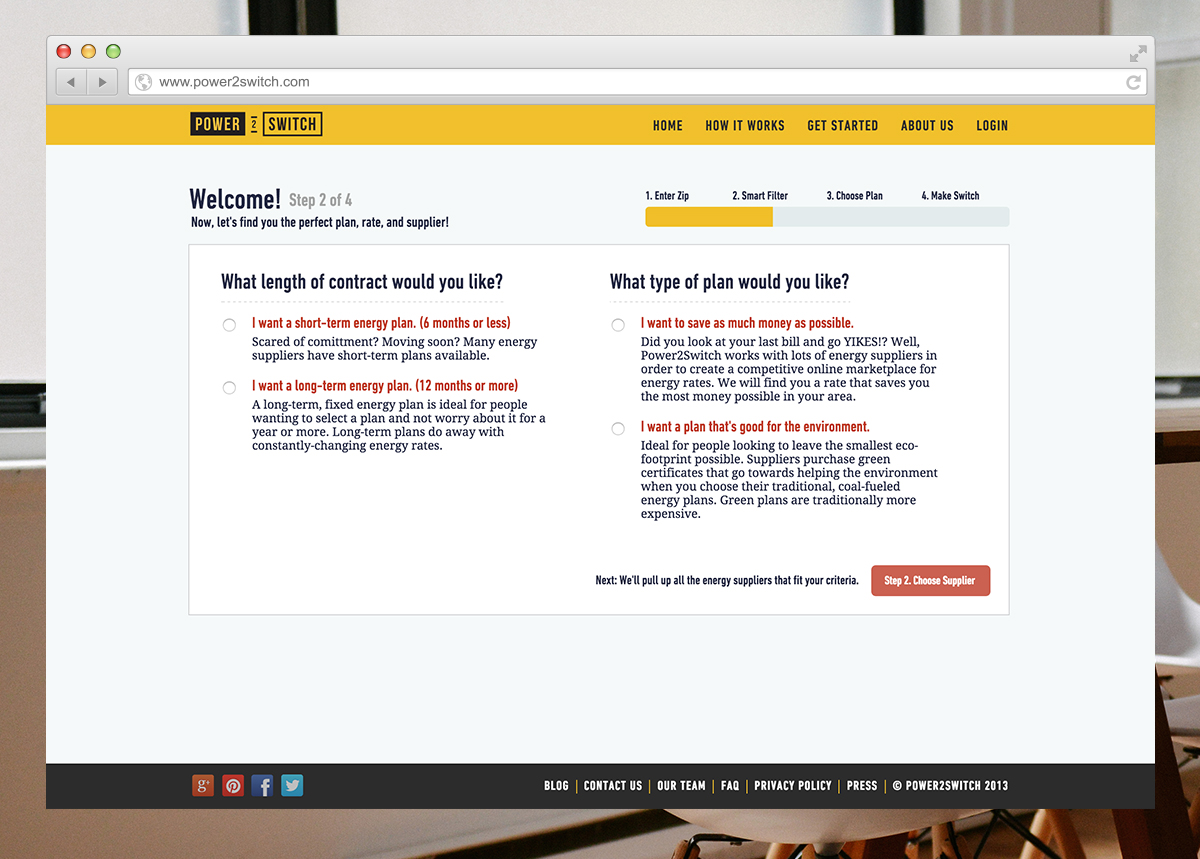 www.power2switch.com
POWER 2 SWITCH
HOME HOW IT WORKS GET STARTED ABOUT US LOGIN
Welcome! Step 2 of 4
Now, let's find you the perfect plan, rate, and supplier!
1. Enter Zip 2. Smart Filter 3. Choose Plan 4. Make Switch
What length of contract would you like?
I want a short-term energy plan. (6 months or less)
Scared of comittment? Moving soon? Many energy
suppliers have short-term plans available.
I want a long-term energy plan. (12 months or more)
A long-term, fixed energy plan is ideal for people
wanting to select a plan and not worry about it for a
year or more. Long-term plans do away with
constantly-changing energy rates.
What type of plan would you like?
I want to save as much money as possible.
Did you look at your last bill and go YIKES!? Well,
Power2Switch works with lots of energy suppliers in
order to create a competitive online marketplace for
energy rates. We will find you a rate that saves you
the most money possible in your area.
I want a plan that's good for the environment.
Ideal for people looking to leave the smallest eco-
footprint possible. Suppliers purchase green
certificates that go towards helping the environment
when you choose their traditional, coal-fueled
energy plans. Green plans are traditionally more
expensive.
Next: We'll pull up all the energy suppliers that fit your criteria.
Step 2. Choose Supplier
g+ f
BLOG | CONTACT US | OUR TEAM | FAQ | PRIVACY POLICY | PRESS | © POWER2SWITCH 2013